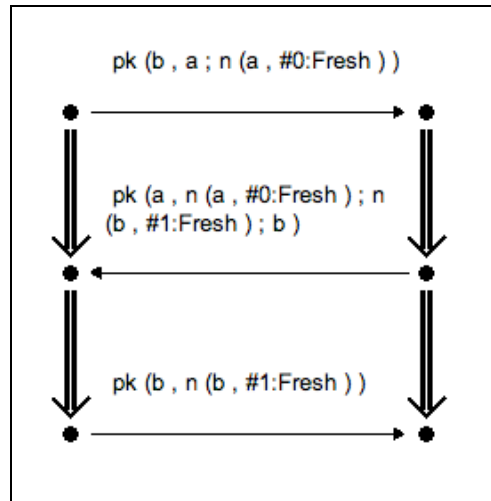 pk (b , a ; n (a , #0:Fresh ) )
pk (a , n (a , #0:Fresh ) ; n
(b , #1:Fresh ) ; b )
pk (b , n (b , #1:Fresh ) )